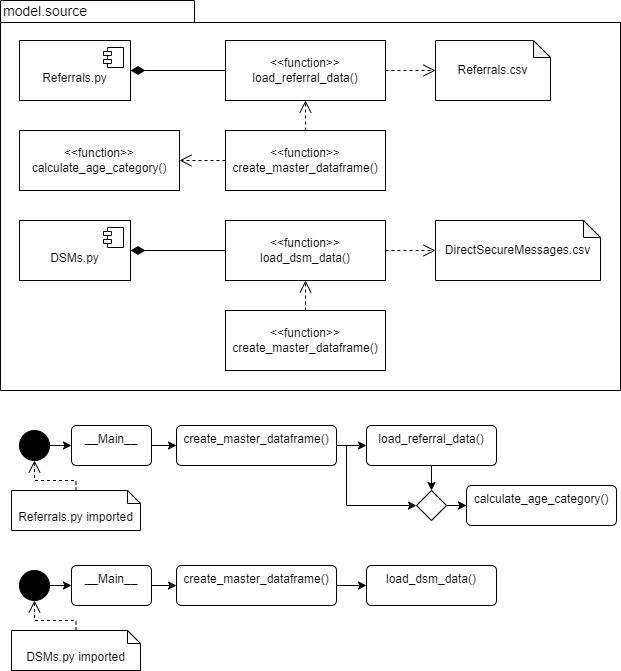 model.source
Referrals.py
<<function>>
load_referral_data()
Referrals.csv
<<function>>
calculate_age_category()
<<function>>
create_master_dataframe()
DSMs.py
<<function>>
load_dsm_data()
DirectSecureMessages.csv
<<function>>
create_master_dataframe()
__Main__
create_master_dataframe()
load_referral_data()
Referrals.py imported
calculate_age_category()
__Main__
create_master_dataframe()
load_dsm_data()
DSMs.py imported